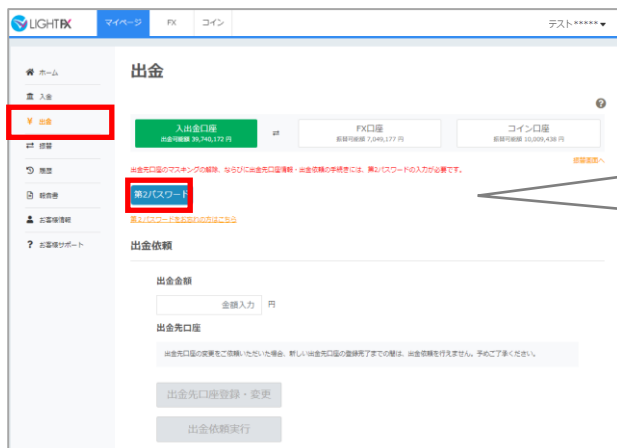 LIGHT FX
マイページ
FX
コイン
テスト*****
ホーム
入金
出金
振替
履歴
報告書
お客様情報
お客様サポート
出金
入出金口座
出金可能額 39,740,172 円
FX口座
振替可能額 7,049,177 円
コイン口座
振替可能額 10,009,438 円
振替画面へ
出金先口座のマスキングの解除、ならびに出金先口座情報・出金依頼の手続きには、第2パスワードの入力が必要です。
第2パスワード
第2パスワードをお忘れの方はこちら
出金依頼
出金金額
金額入力 円
出金先口座
出金先口座の変更をご依頼いただいた場合、新しい出金先口座の登録完了までの間は、出金依頼を行えません。予めご了承ください。
出金先口座登録・変更
出金依頼実行